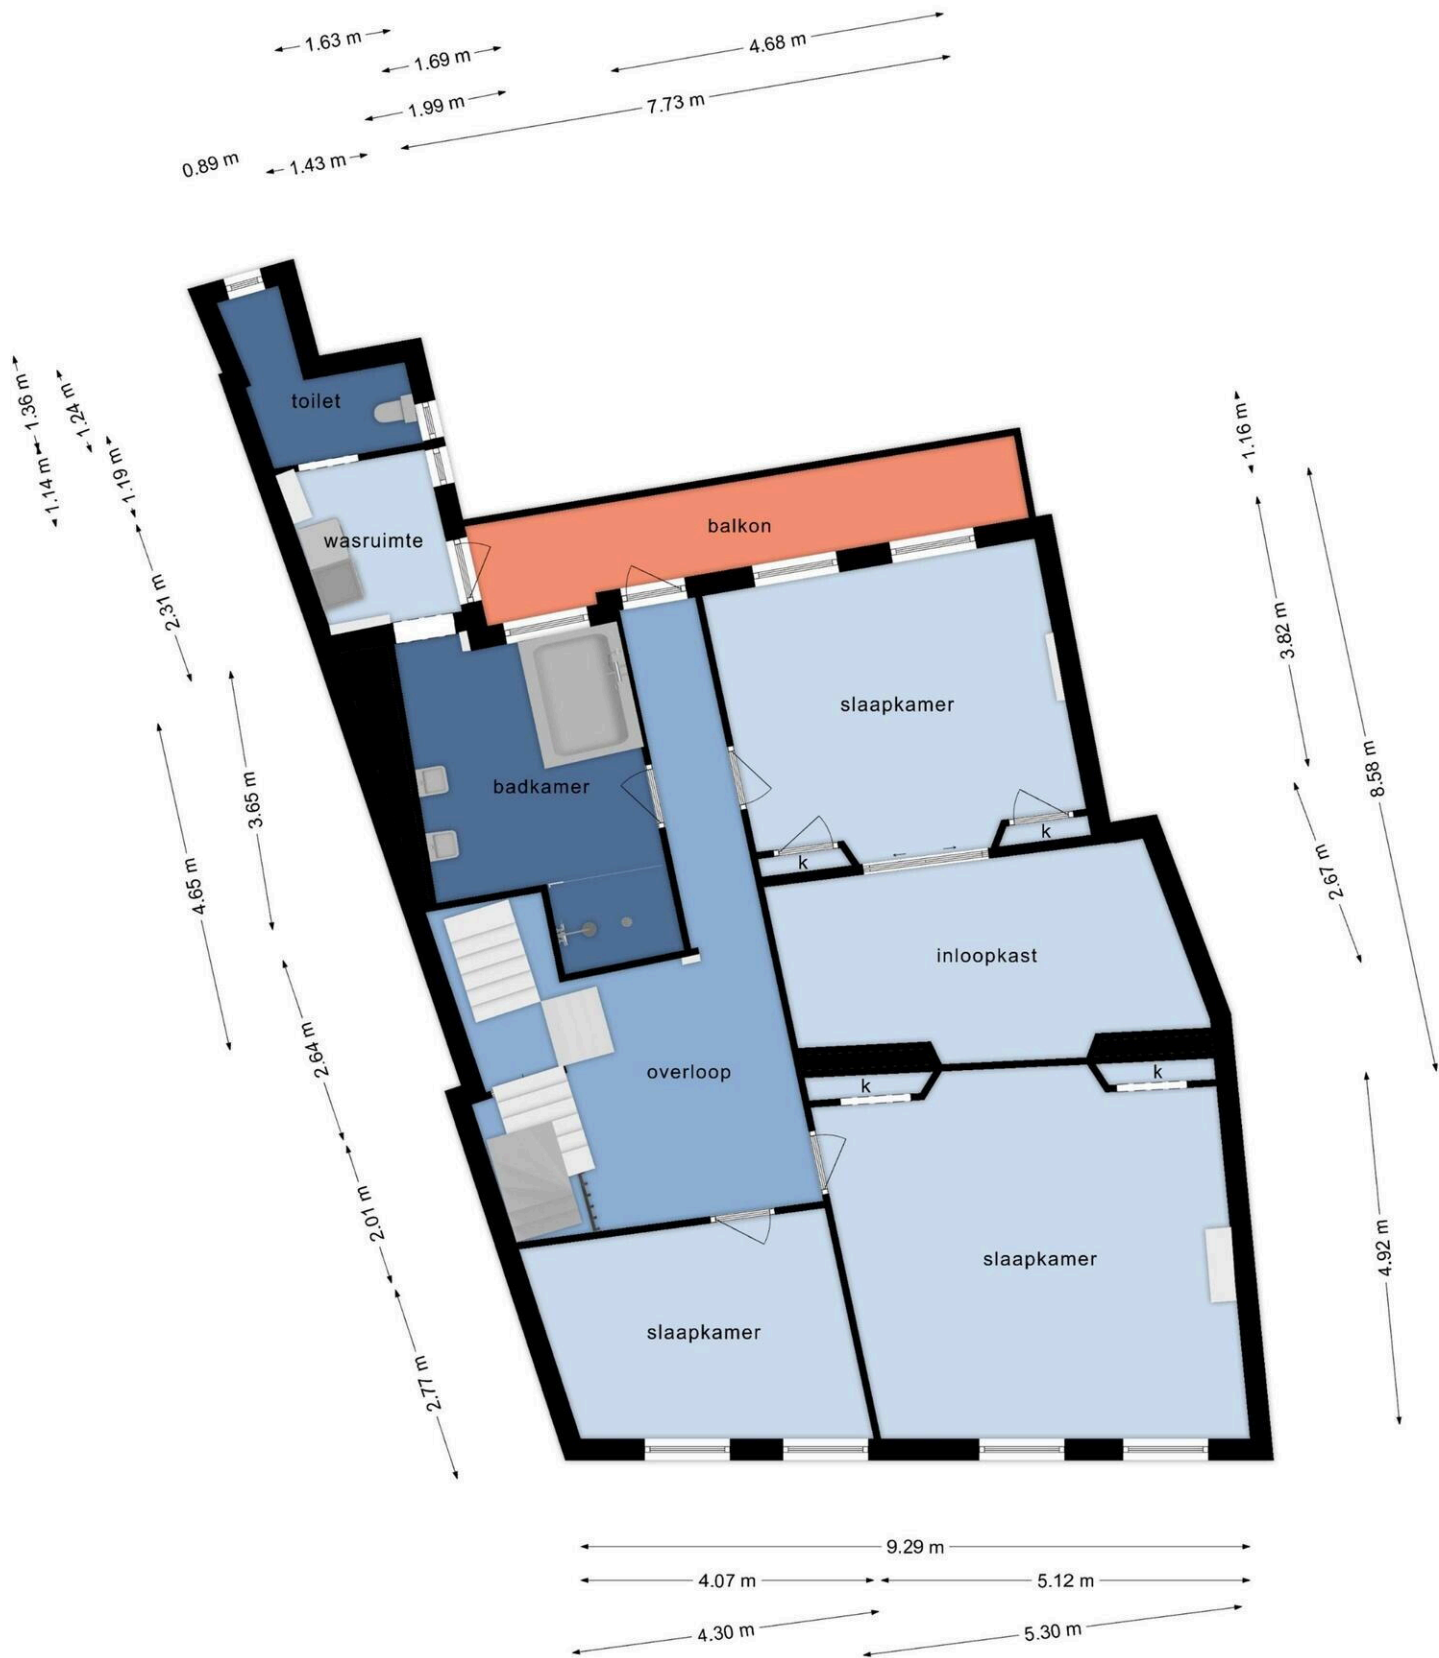 1.63 m
4.68 m
1.69 m
1.99 m
7.73 m
0.89 m
1.43 m
1.36 m
1.24 m
1.14 m
1.19 m
toilet
1.16 m
wasruimte
balkon
2.31 m
3.82 m
slaapkamer
8.58 m
badkamer
3.65 m
k
k
4.65 m
2.67 m
inloopkast
2.64 m
overloop
k
k
2.01 m
4.92 m
slaapkamer
slaapkamer
2.77 m
9.29 m
4.07 m
5.12 m
4.30 m
5.30 m